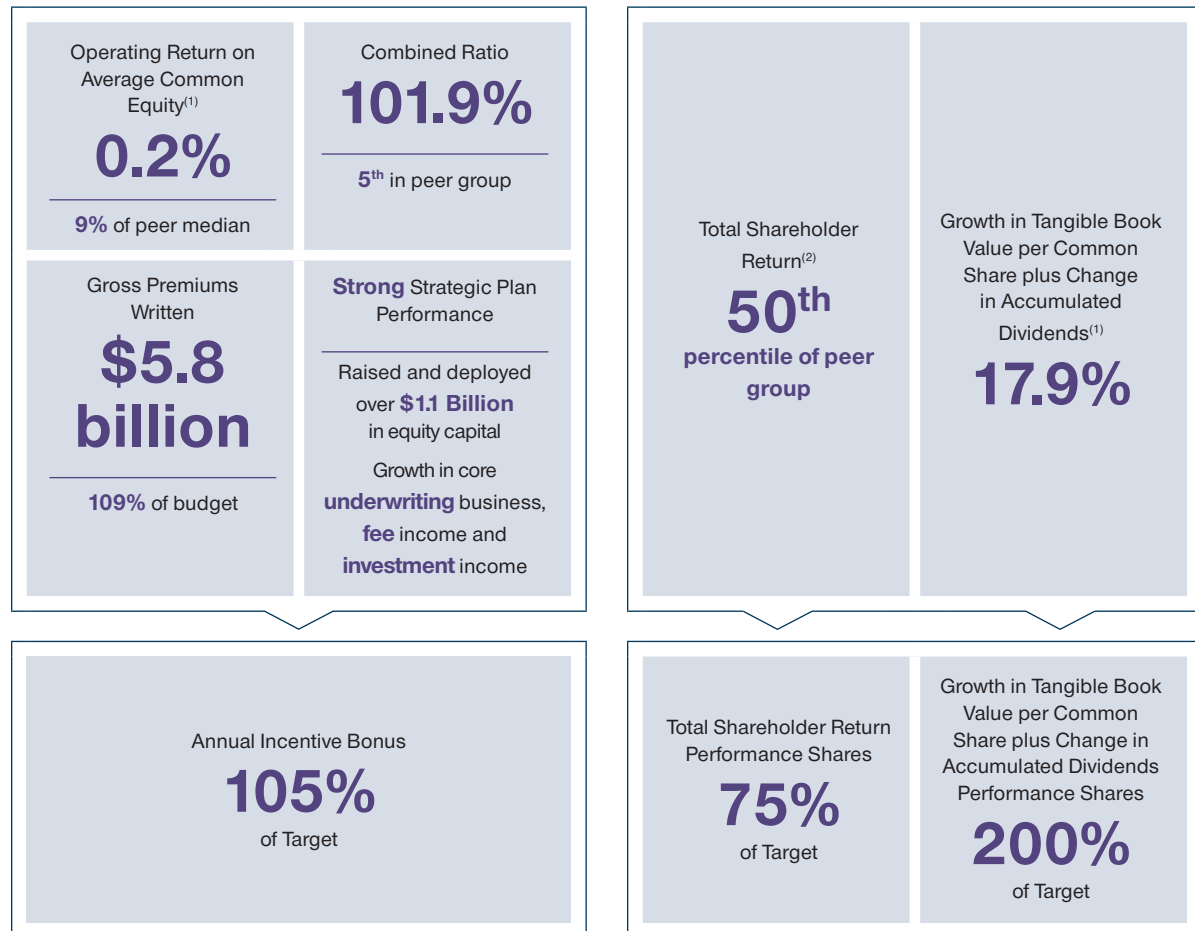 Operating Return on
Average Common
Equity(1)
0.2%
9% of peer median
Combined Ratio
101.9%
5th in peer group
Gross Premiums
Written
$5.8
billion
109% of budget
Strong Strategic Plan
Performance
Raised and deployed
over $1.1 Billion
in equity capital
Growth in core
underwriting business,
fee income and
investment income
Total Shareholder
Return(2)
50th
percentile of peer
group
Growth in Tangible Book
Value per Common
Share plus Change
in Accumulated
Dividends(1)
17.9%
Annual Incentive Bonus
105%
of Target
Total Shareholder Return
Performance Shares
75%
of Target
Growth in Tangible Book
Value per Common
Share plus Change in
Accumulated Dividends
Performance Shares
200%
of Target